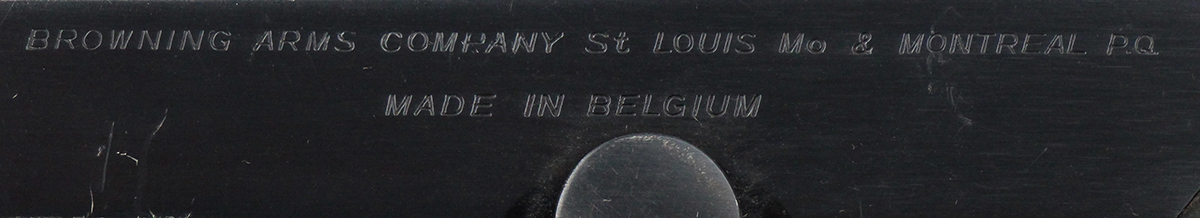 BROWNING ARMS COMPANY St LOUIS Mo & MONTREAL P.Q.
MADE IN BELGIUM